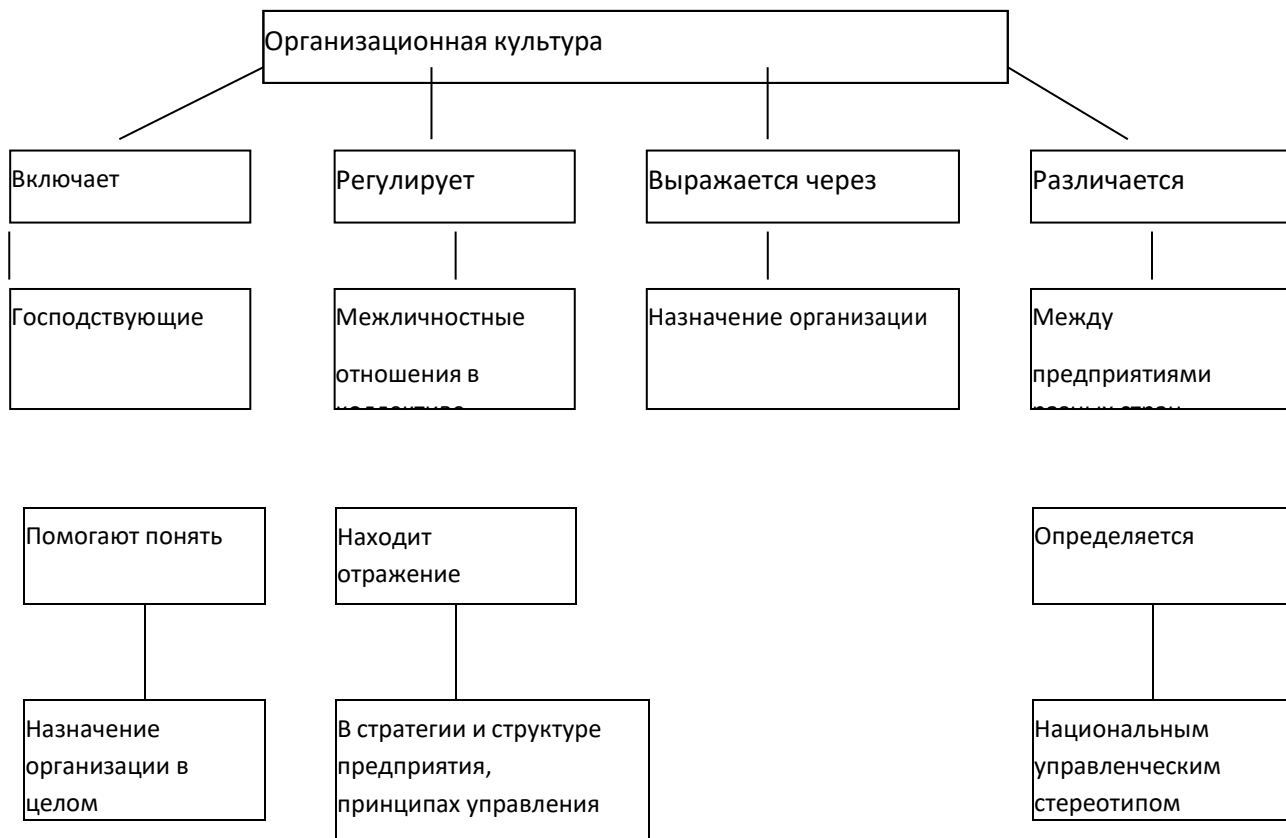 Организационная культура
Включает
Регулирует
Выражается через
Различается
Господствующие
Межличностные
отношения в
Назначение организации
Между
предприятиями
Помогают понять
Находит
отражение
Определяется
Назначение
организации в
целом
В стратегии и структуре
предприятия,
принципах управления
Национальным
управленческим
стереотипом